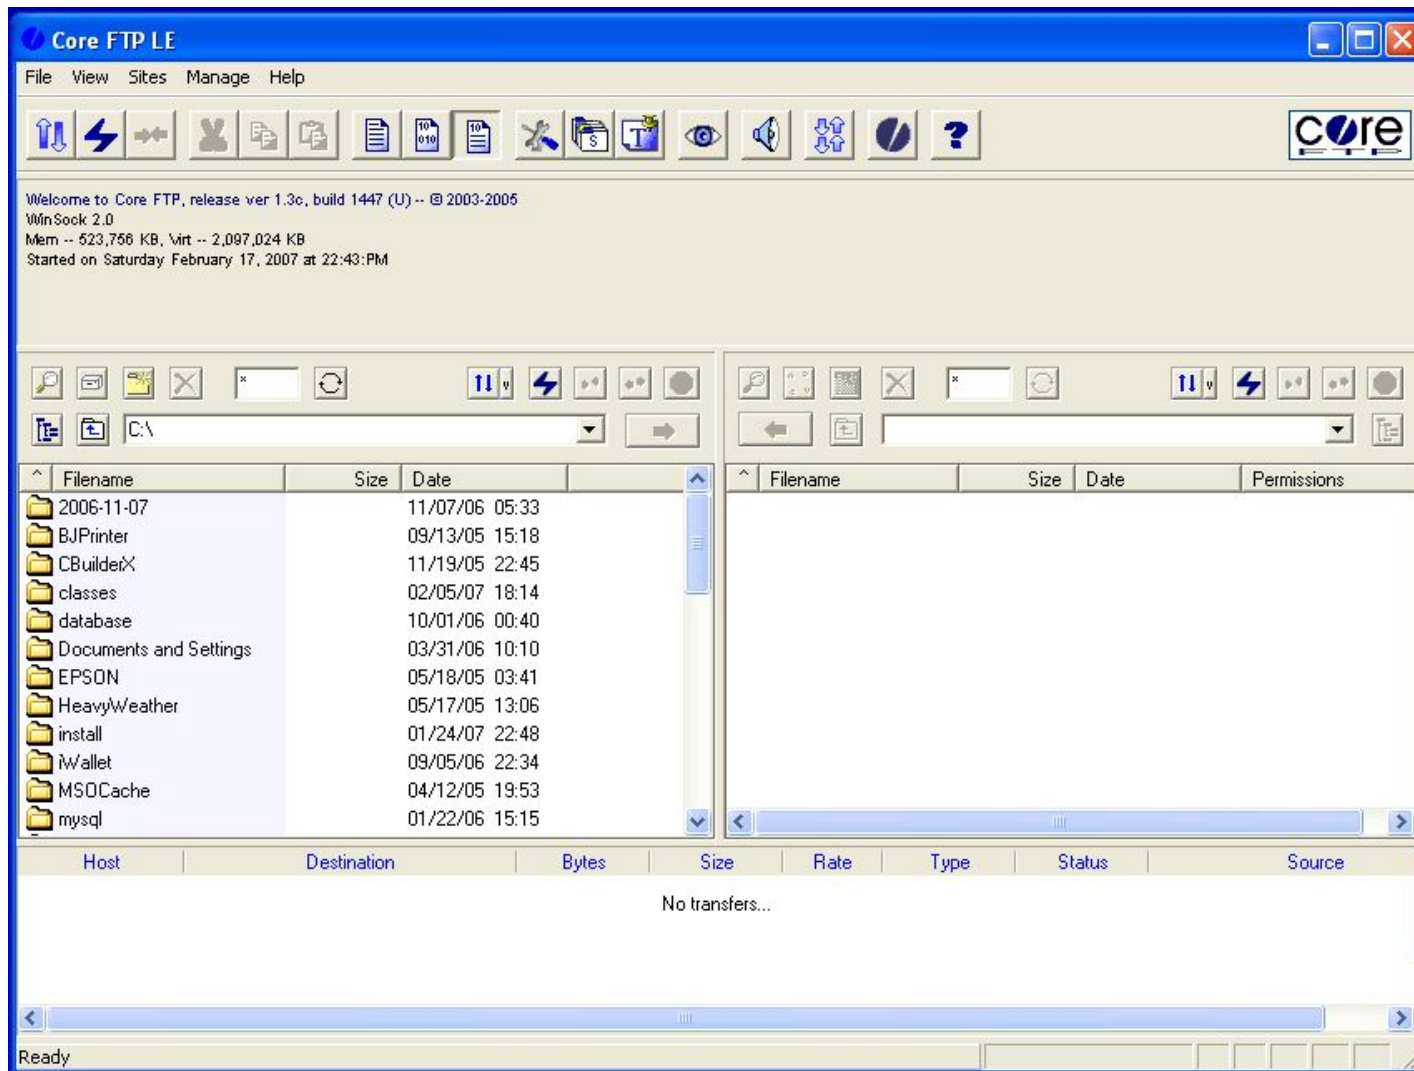 Core FTP LE
File View Sites Manage Help
10 010 10 S T ?
core
FTP
Welcome to Core FTP, release ver 1.3c, build 1447 (U) -- © 2003-2005
WinSock 2.0
Mem -- 523,756 KB, Virt -- 2,097,024 KB
Started on Saturday February 17, 2007 at 22:43:PM
* *
C:\
^ Filename Size Date ^ Filename Size Date Permissions
2006-11-07 11/07/06 05:33
BJPrinter 09/13/05 15:18
CBuilderX 11/19/05 22:45
classes 02/05/07 18:14
database 10/01/06 00:40
Documents and Settings 03/31/06 10:10
EPSON 05/18/05 03:41
HeavyWeather 05/17/05 13:06
install 01/24/07 22:48
iWallet 09/05/06 22:34
MSOCache 04/12/05 19:53
mysql 01/22/06 15:15
Host Destination Bytes Size Rate Type Status Source
No transfers...
Ready